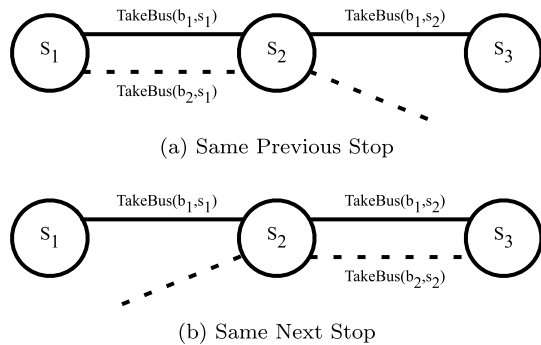 TakeBus(b₁,s₁) TakeBus(b₁,s₂)
S₁ S₂ S₃
TakeBus(b₂,s₁)
(a) Same Previous Stop
TakeBus(b₁,s₁) TakeBus(b₁,s₂)
S₁ S₂ S₃
TakeBus(b₂,s₂)
(b) Same Next Stop